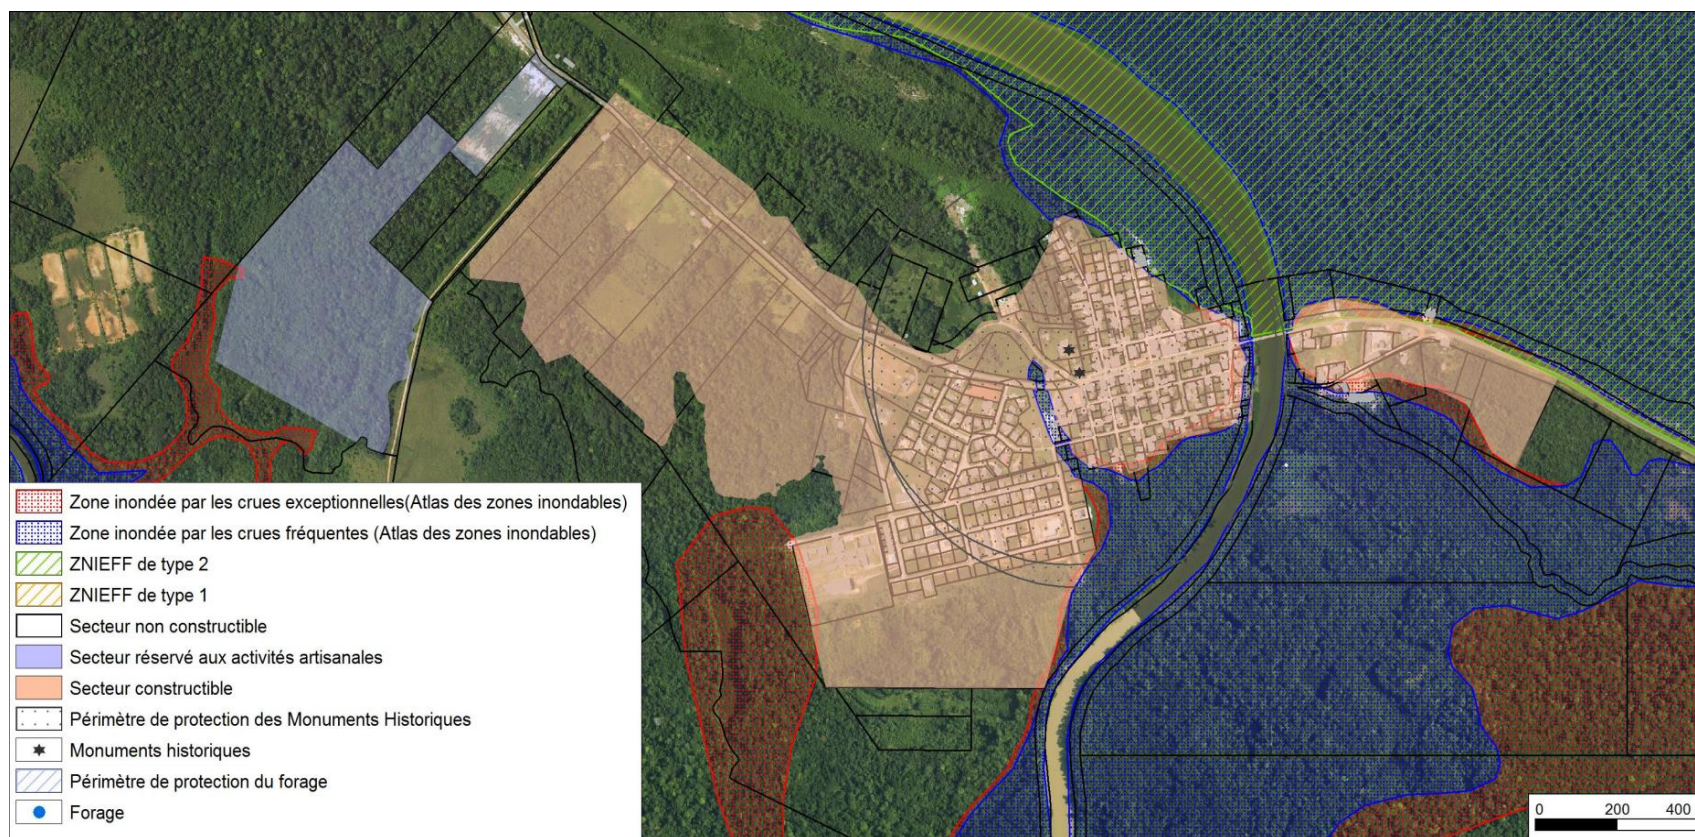 Zone inondée par les crues exceptionnelles(Atlas des zones inondables)
Zone inondée par les crues fréquentes (Atlas des zones inondables)
ZNIEFF de type 2
ZNIEFF de type 1
Secteur non constructible
Secteur réservé aux activités artisanales
Secteur constructible
Périmètre de protection des Monuments Historiques
Monuments historiques
Périmètre de protection du forage
Forage
0 200 400